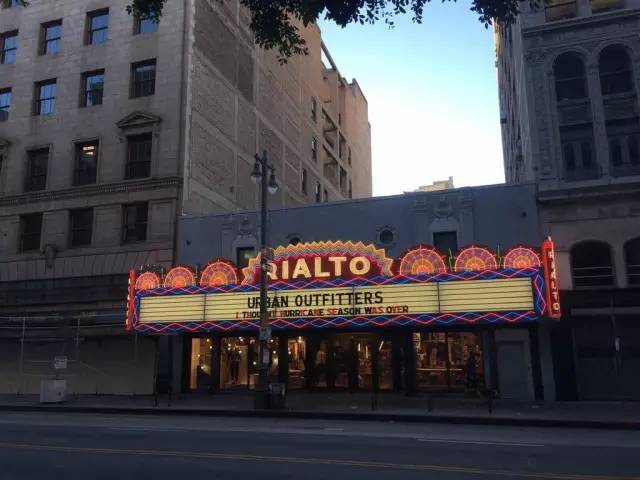 RIALTO
URBAN OUTFITTERS
I THOUGHT HURRICANE SEASON WAS OVER
RIALTO